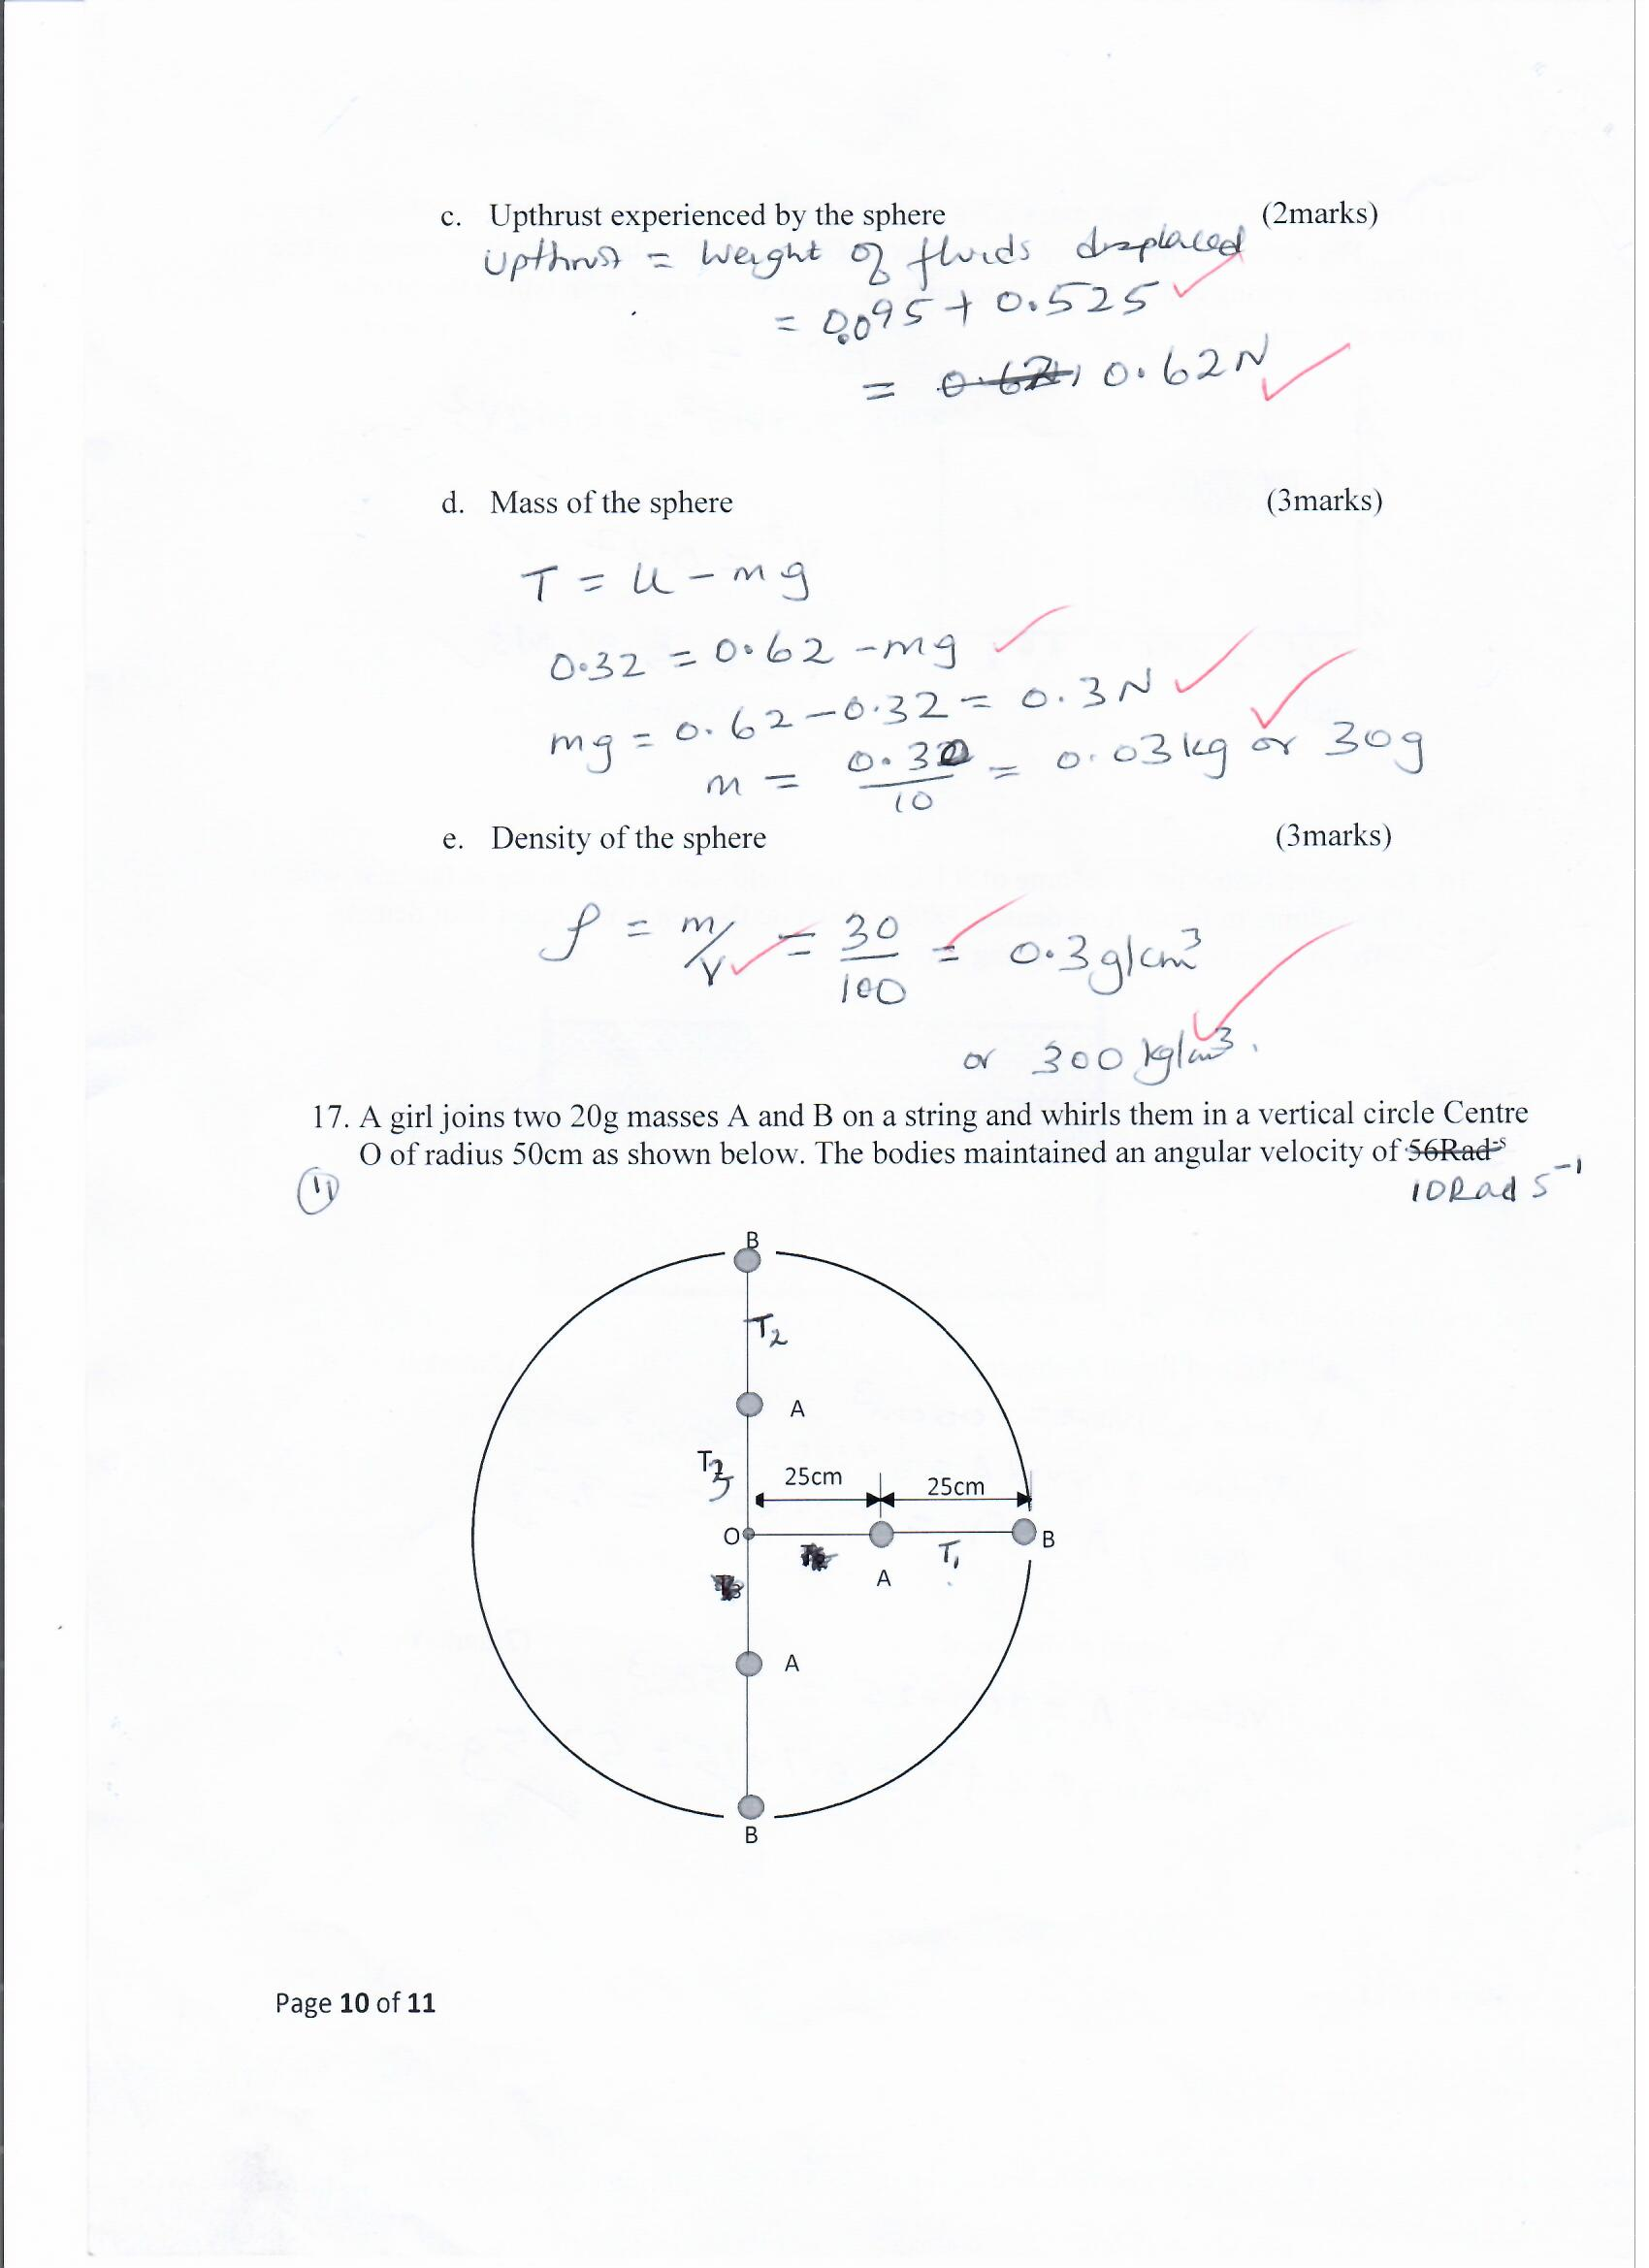 c. Upthrust experienced by the sphere (2marks)
Upthrust = Weight of fluids displaced
= 0.095 + 0.525
= 0.62N
d. Mass of the sphere (3marks)
T = U - mg
0.32 = 0.62 - mg
mg = 0.62 - 0.32 = 0.3N
m = 0.30/10 = 0.03kg or 30g
e. Density of the sphere (3marks)
ρ = m/V = 30/100 = 0.3g/cm³
or 300 kg/m³.
17. A girl joins two 20g masses A and B on a string and whirls them in a vertical circle Centre
O of radius 50cm as shown below. The bodies maintained an angular velocity of 56Rad⁻ˢ
10Rad s⁻¹
11
B
T₂
A
T₃
25cm
25cm
O
B
T₁
A
A
B
Page 10 of 11